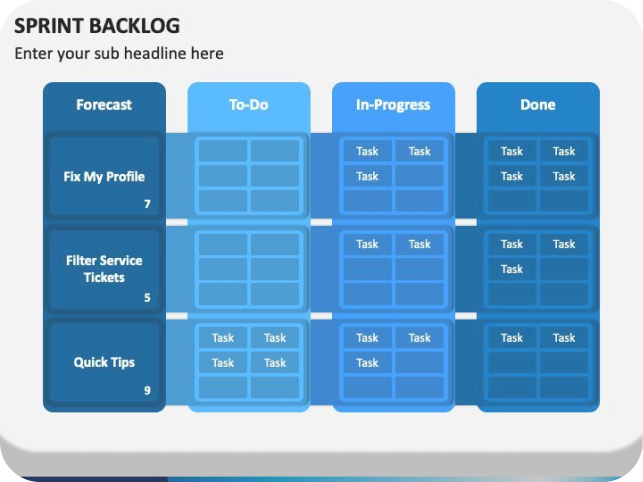 SPRINT BACKLOG
Enter your sub headline here
Forecast To-Do In-Progress Done
Fix My Profile
7
Task Task
Task
Task Task
Task Task
Filter Service
Tickets
5
Task Task
Task Task
Task
Quick Tips
9
Task Task
Task Task
Task Task
Task
Task Task